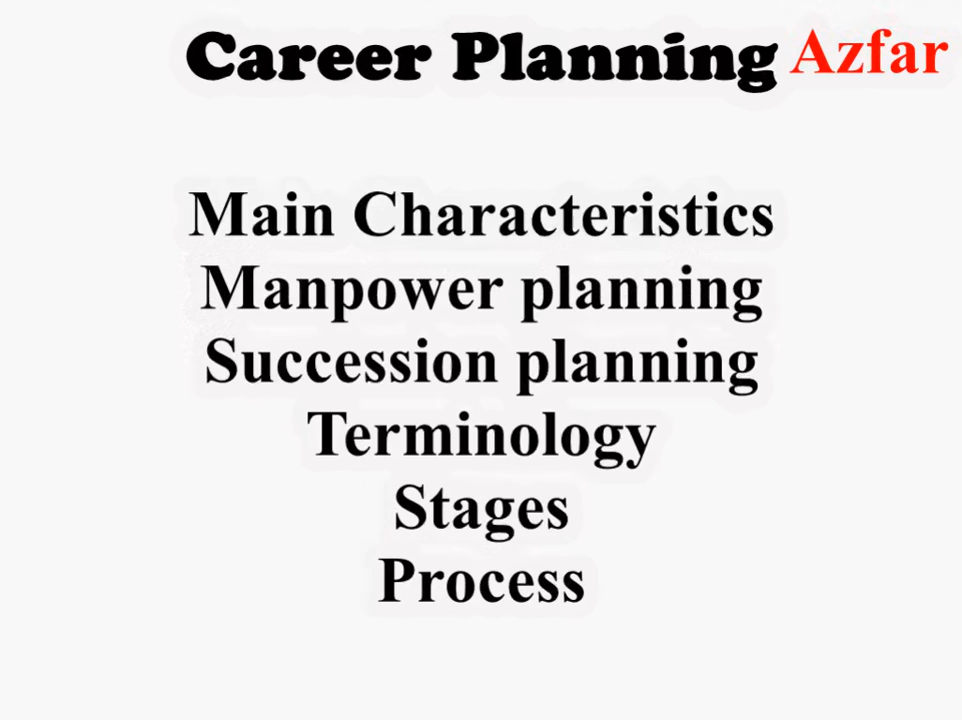 Career Planning Azfar
Main Characteristics
Manpower planning
Succession planning
Terminology
Stages
Process